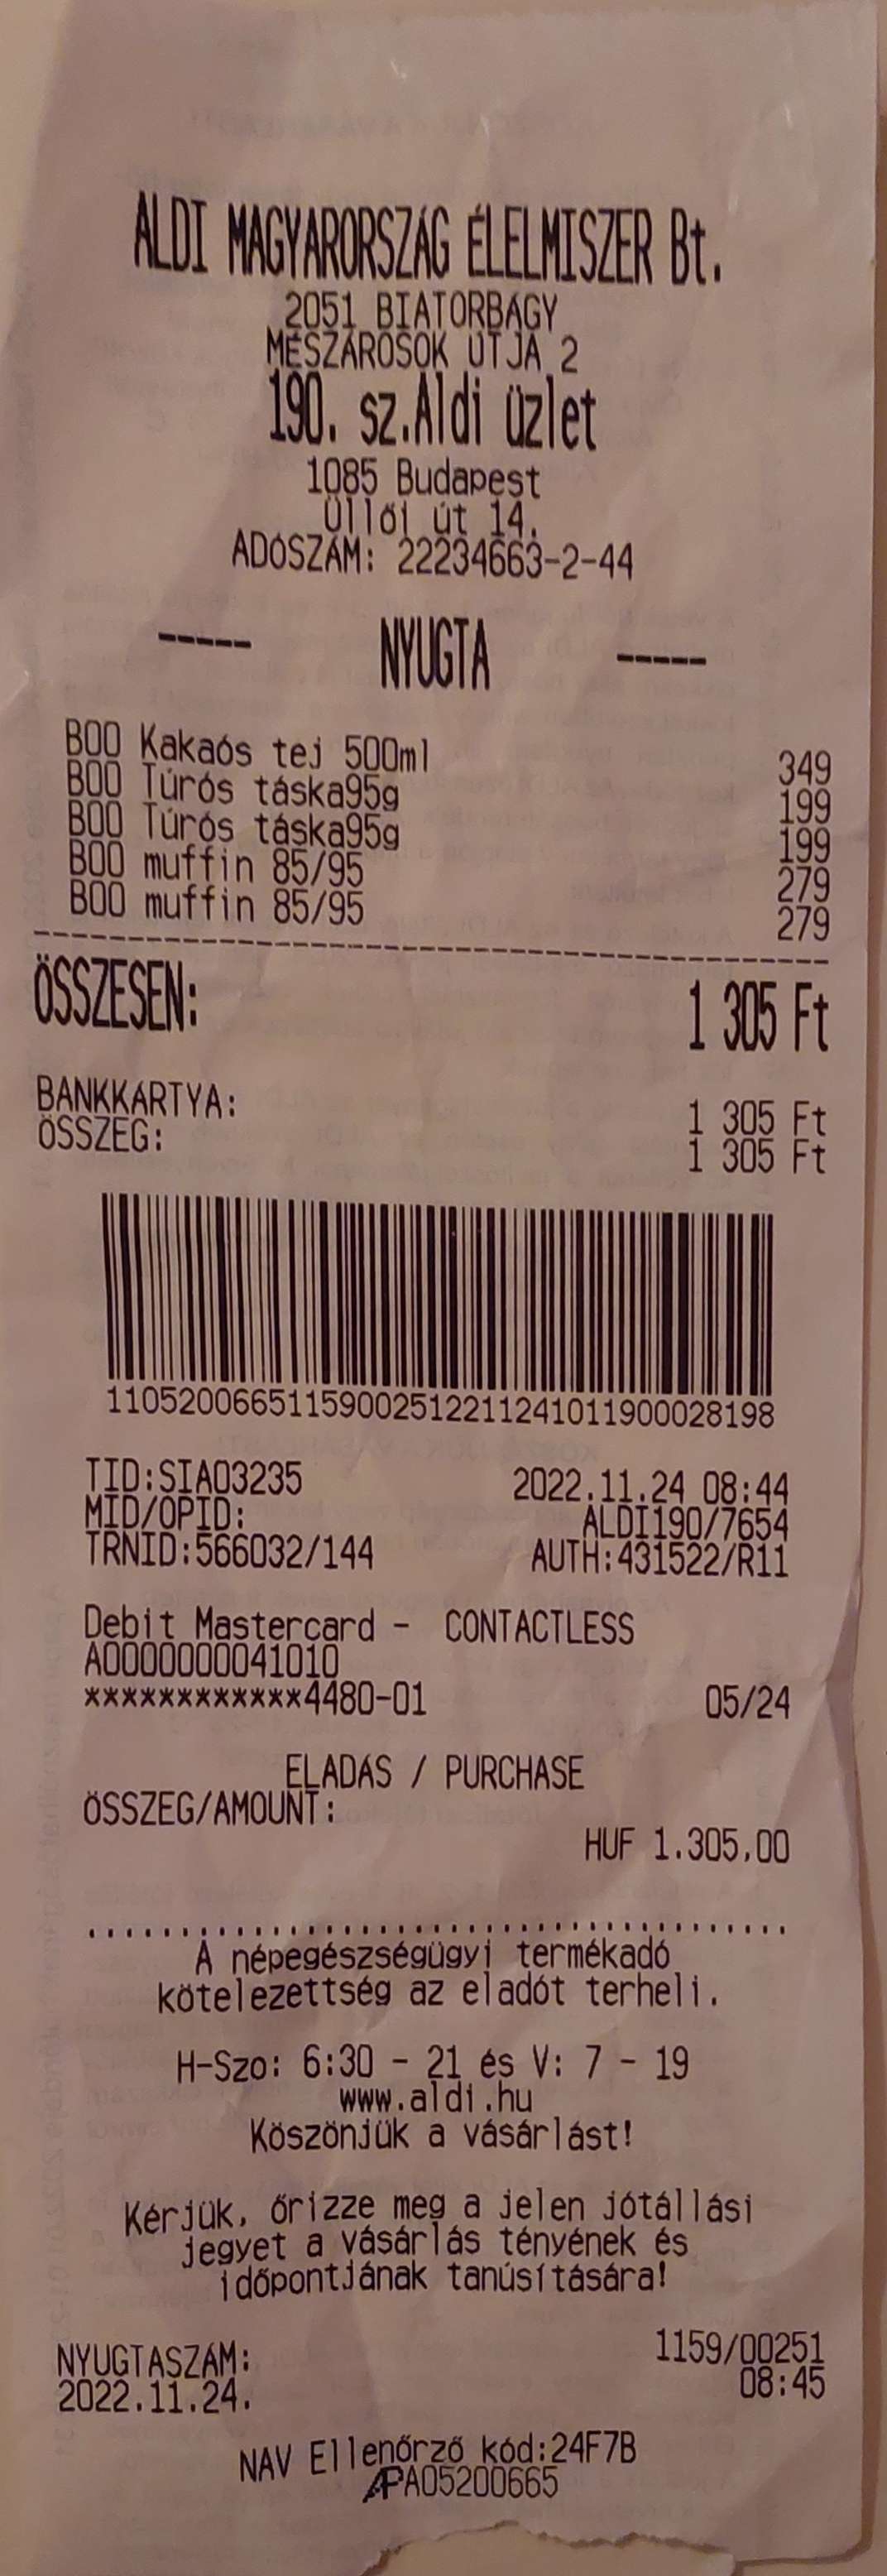 ALDI MAGYARORSZÁG ÉLELMISZER Bt.
2051 BIATORBÁGY
MÉSZÁROSOK ÚTJA 2
190. sz.Aldi üzlet
1085 Budapest
Üllői út 14.
ADÓSZÁM: 22234663-2-44
----- NYUGTA -----
B00 Kakaós tej 500ml 349
B00 Túrós táska95g 199
B00 Túrós táska95g 199
B00 muffin 85/95 279
B00 muffin 85/95 279
ÖSSZESEN: 1 305 Ft
BANKKÁRTYA: 1 305 Ft
ÖSSZEG: 1 305 Ft
11052006651159002512211241011900028198
TID:SIA03235 2022.11.24 08:44
MID/OPID: ALDI190/7654
TRNID:566032/144 AUTH:431522/R11
Debit Mastercard - CONTACTLESS
A0000000041010
************4480-01 05/24
ELADÁS / PURCHASE
ÖSSZEG/AMOUNT:
HUF 1.305,00
A népegészségügyi termékadó
kötelezettség az eladót terheli.
H-Szo: 6:30 - 21 és V: 7 - 19
www.aldi.hu
Köszönjük a vásárlást!
Kérjük, őrizze meg a jelen jótállási
jegyet a vásárlás tényének és
időpontjának tanúsítására!
NYUGTASZÁM: 1159/00251
2022.11.24. 08:45
NAV Ellenőrző kód:24F7B
APA05200665